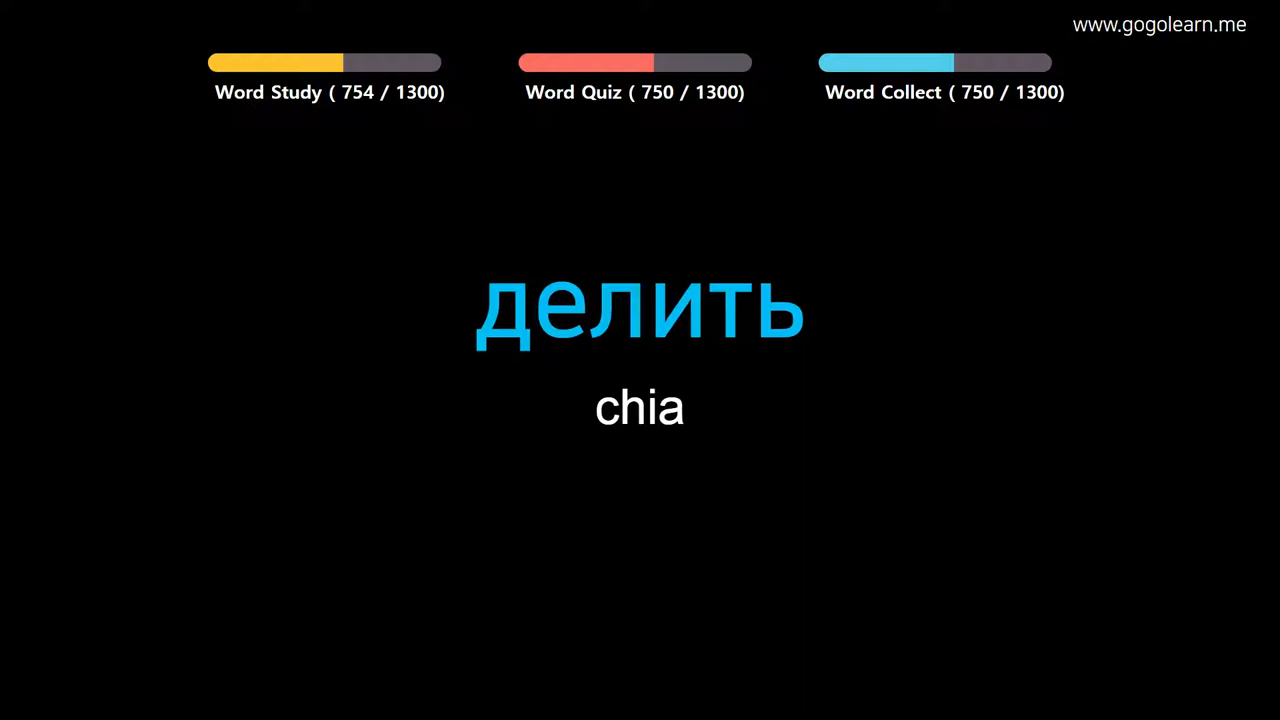 www.gogolearn.me
Word Study ( 754 / 1300)
Word Quiz ( 750 / 1300)
Word Collect ( 750 / 1300)
делить
chia